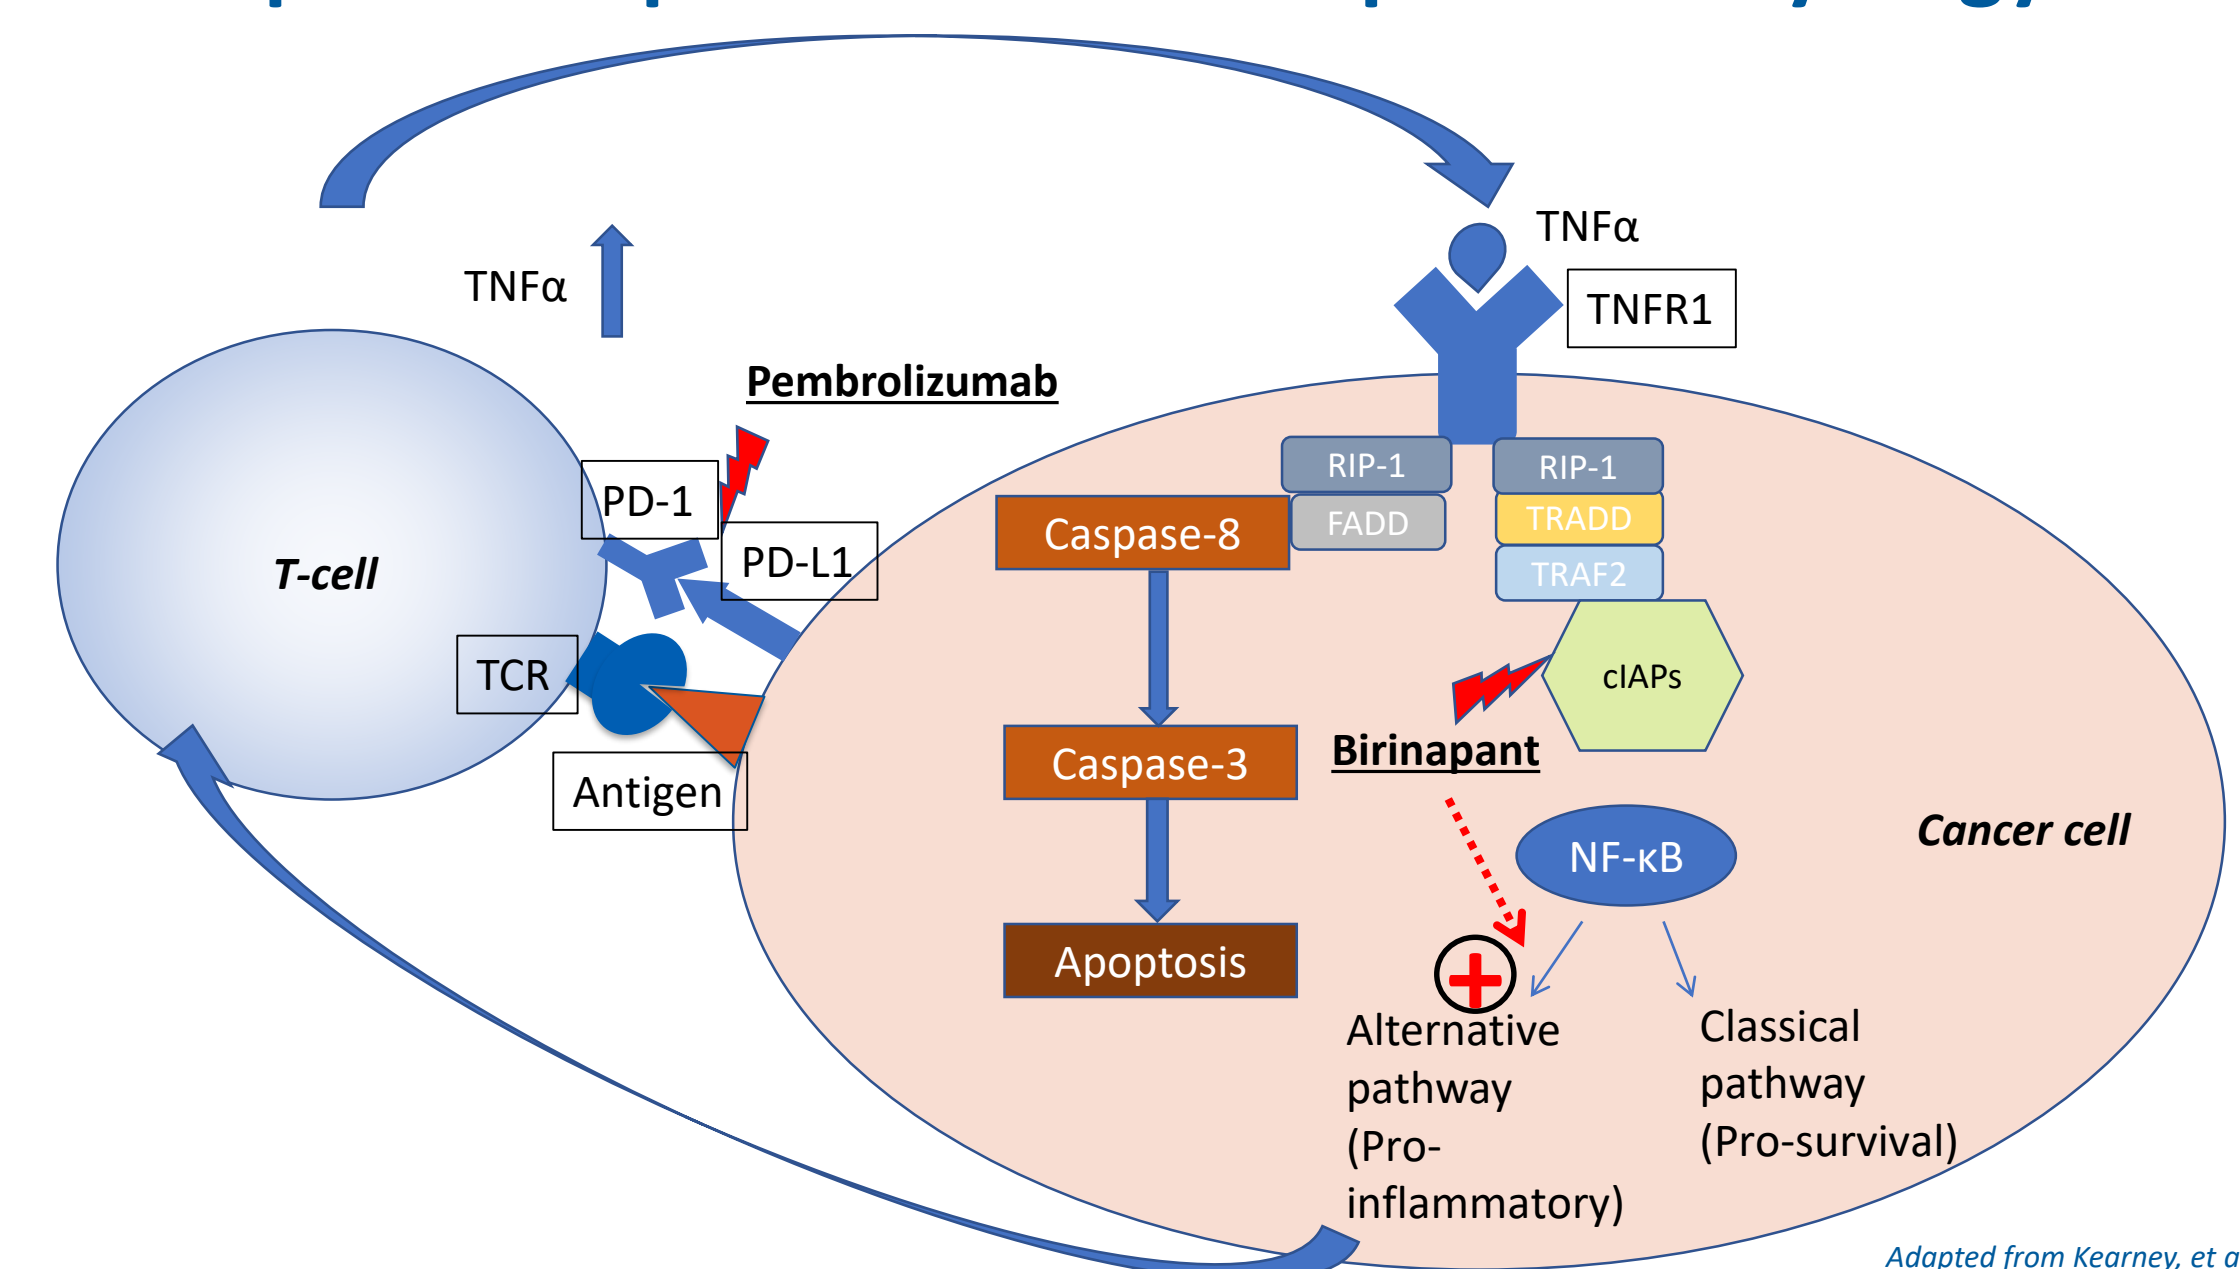 TNFα
TNFα
TNFR1
Pembrolizumab
PD-1
PD-L1
T-cell
TCR
Antigen
RIP-1
FADD
Caspase-8
RIP-1
TRADD
TRAF2
cIAPs
Caspase-3
Birinapant
NF-κB
Cancer cell
Apoptosis
Alternative
pathway
(Pro-
inflammatory)
Classical
pathway
(Pro-survival)
Adapted from Kearney, et a